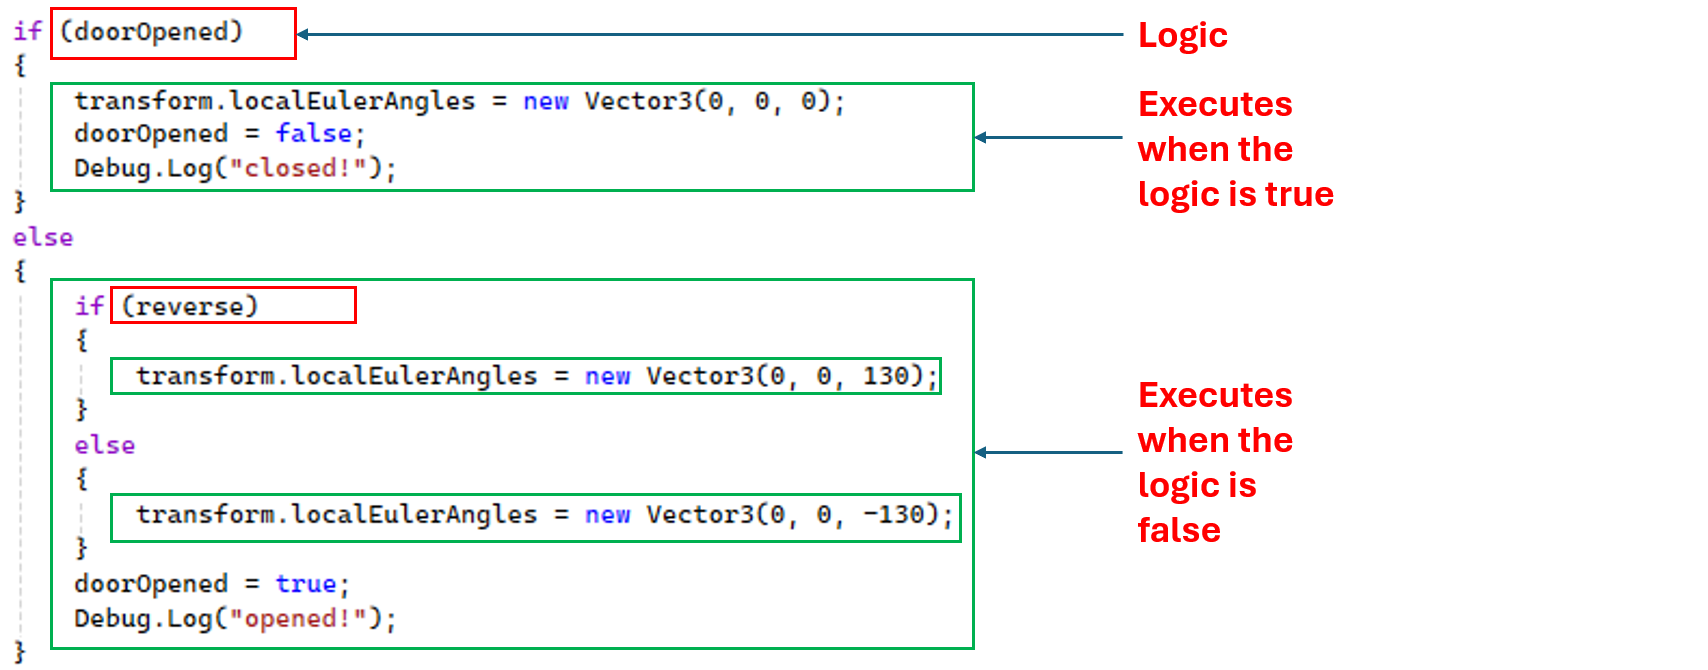 if (doorOpened)
{
transform.localEulerAngles = new Vector3(0, 0, 0);
doorOpened = false;
Debug.Log("closed!");
}
else
{
if (reverse)
{
transform.localEulerAngles = new Vector3(0, 0, 130);
}
else
{
transform.localEulerAngles = new Vector3(0, 0, -130);
}
doorOpened = true;
Debug.Log("opened!");
}
Logic
Executes
when the
logic is true
Executes
when the
logic is
false